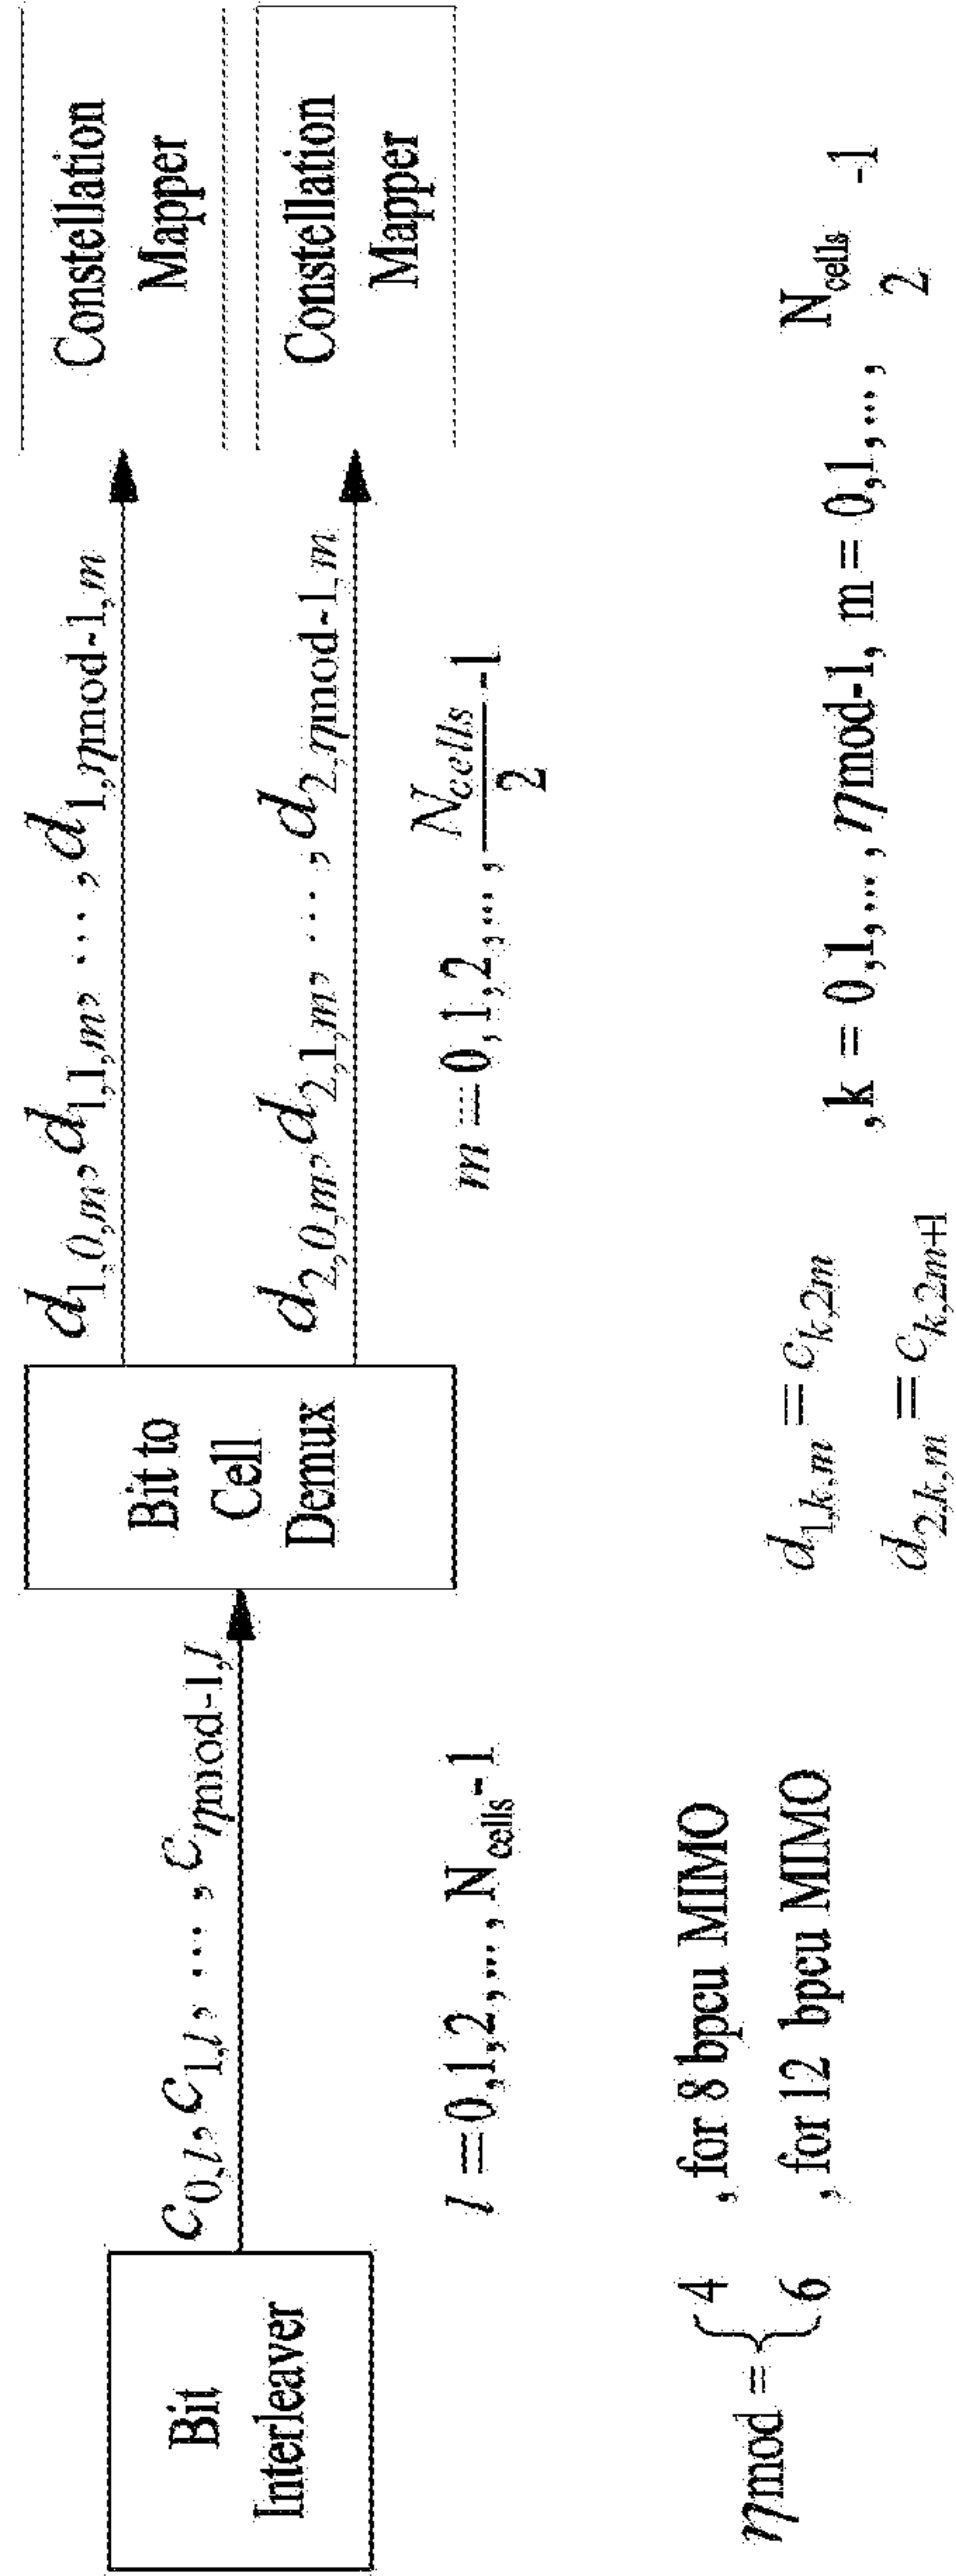 Bit
Interleaver
c0,l, c1,l, ..., cηmod-1,l
l = 0,1,2,..., Ncells-1
Bit to
Cell
Demux
d1,0,m, d1,1,m, ..., d1,ηmod-1,m
d2,0,m, d2,1,m, ..., d2,ηmod-1,m
m = 0,1,2,..., Ncells/2 -1
Constellation
Mapper
Constellation
Mapper
ηmod = { 4 , for 8 bpcu MIMO
6 , for 12 bpcu MIMO
d1,k,m = ck,2m
d2,k,m = ck,2m+1
,k = 0,1,..., ηmod-1, m = 0,1,..., Ncells 2 -1